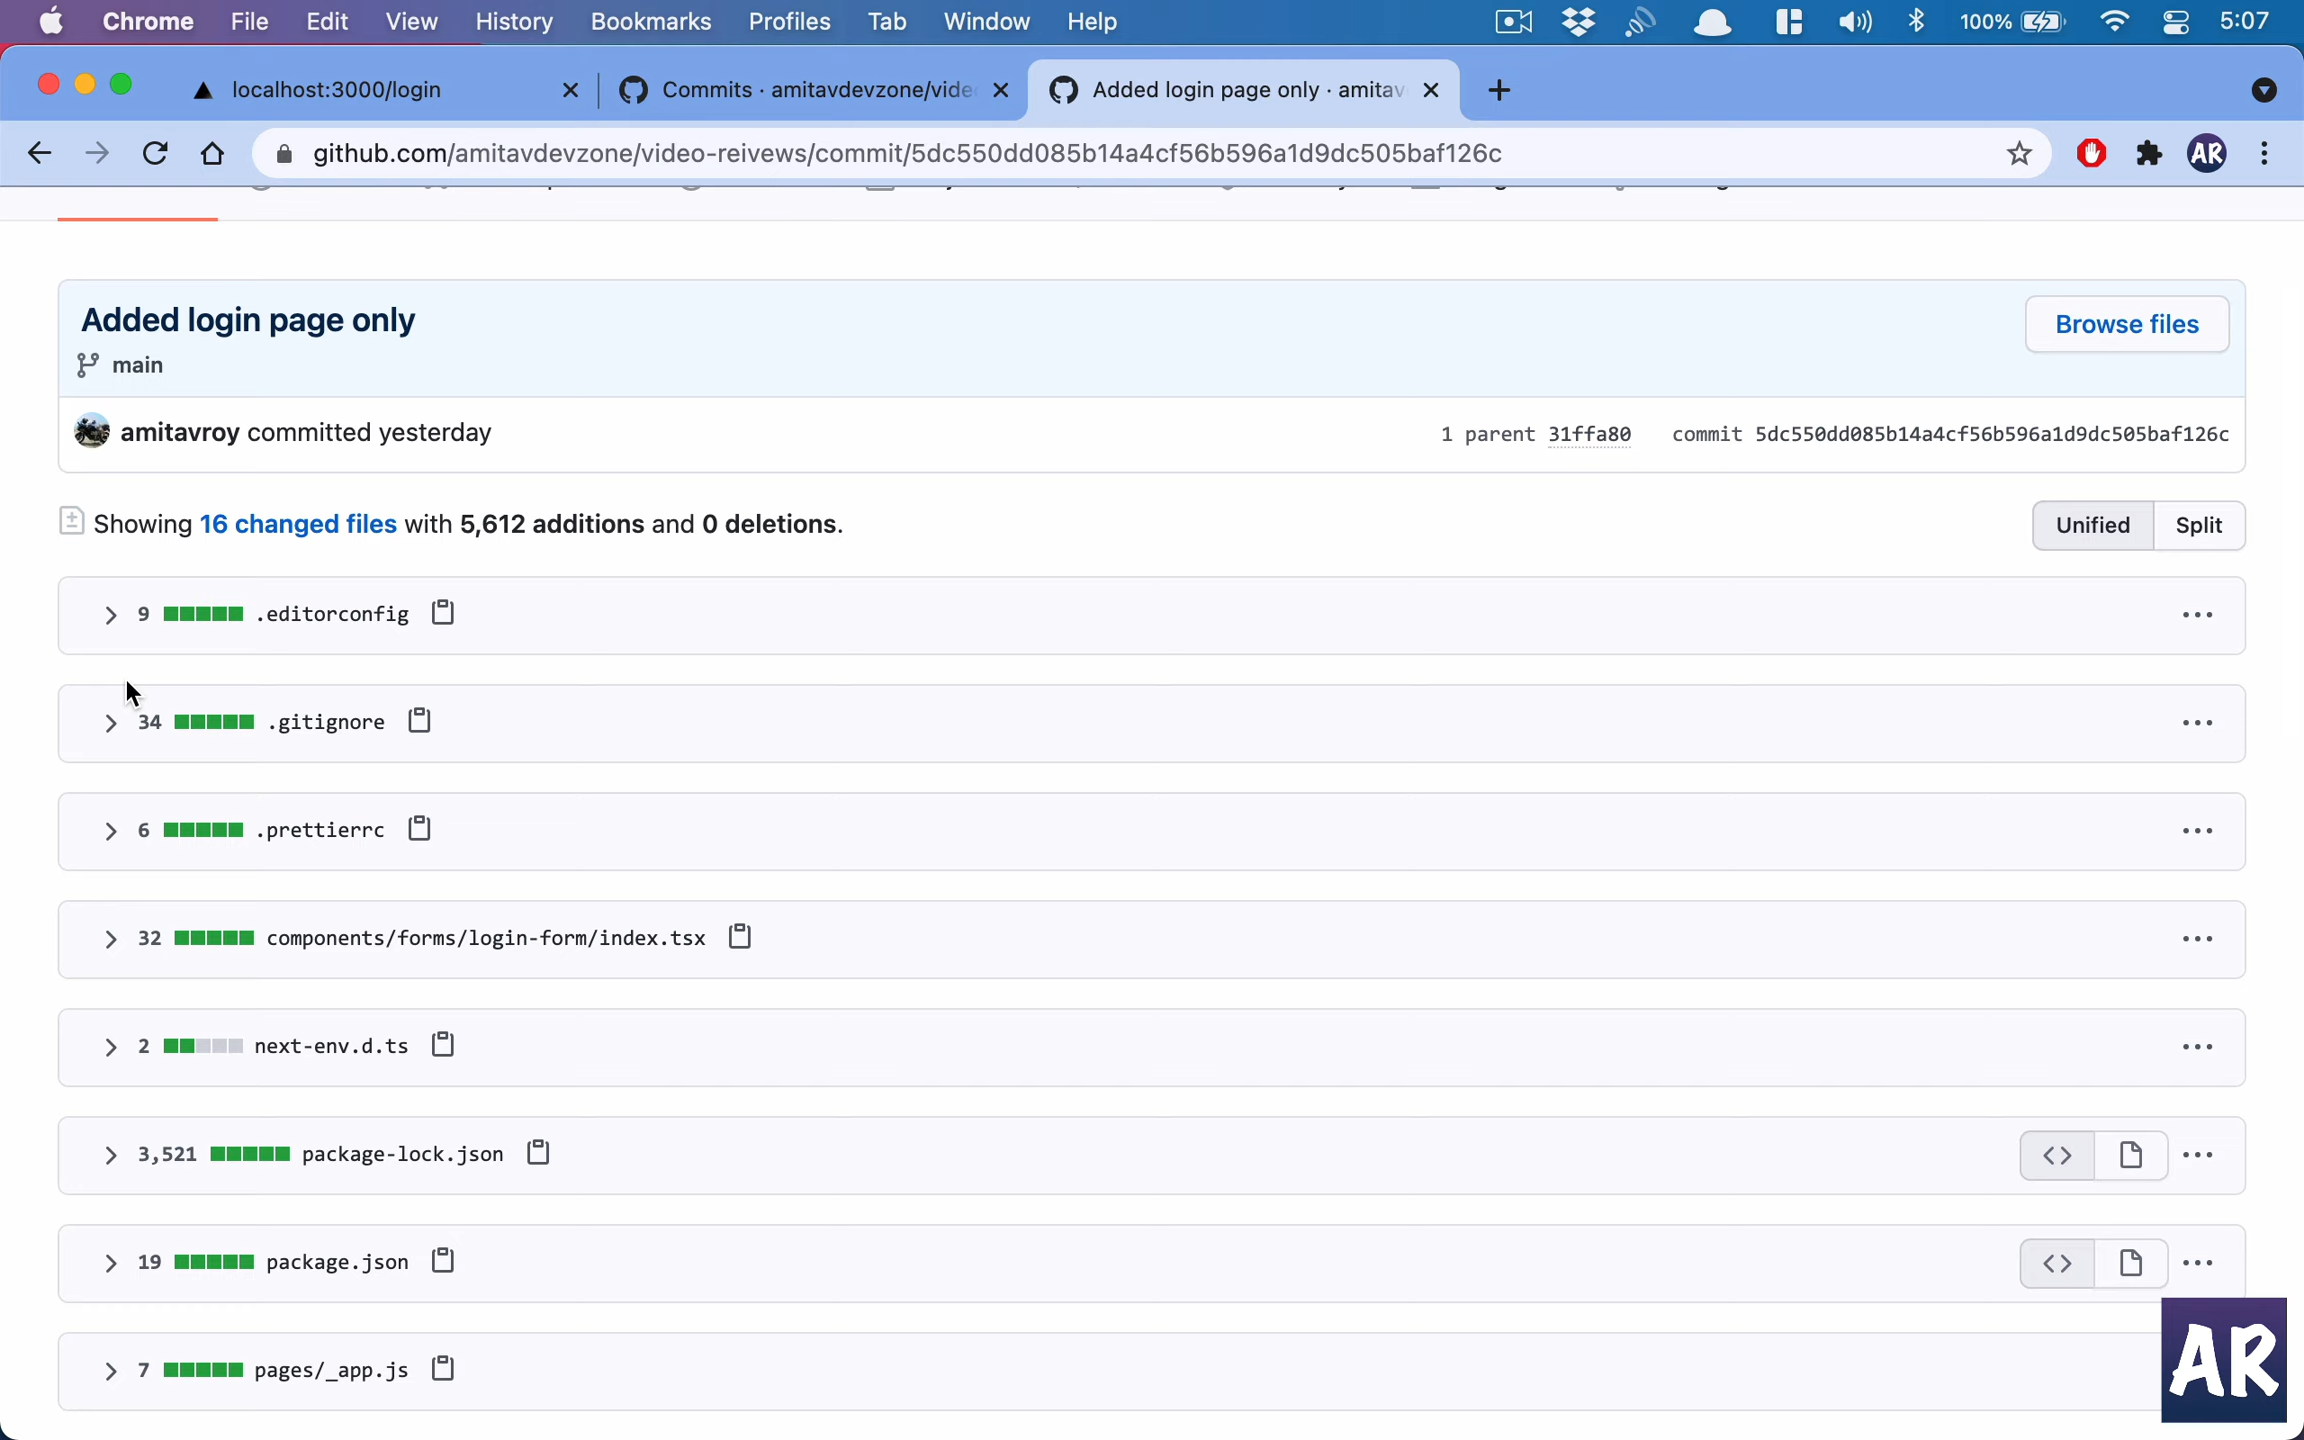 Chrome File Edit View History Bookmarks Profiles Tab Window Help 100% 5:07
localhost:3000/login Commits · amitavdevzone/vide Added login page only · amitav
github.com/amitavdevzone/video-reivews/commit/5dc550dd085b14a4cf56b596a1d9dc505baf126c AR
Added login page only
Browse files
main
amitavroy committed yesterday 1 parent 31ffa80 commit 5dc550dd085b14a4cf56b596a1d9dc505baf126c
Showing 16 changed files with 5,612 additions and 0 deletions. Unified Split
9 .editorconfig
34 .gitignore
6 .prettierrc
32 components/forms/login-form/index.tsx
2 next-env.d.ts
3,521 package-lock.json
19 package.json
7 pages/_app.js
AR